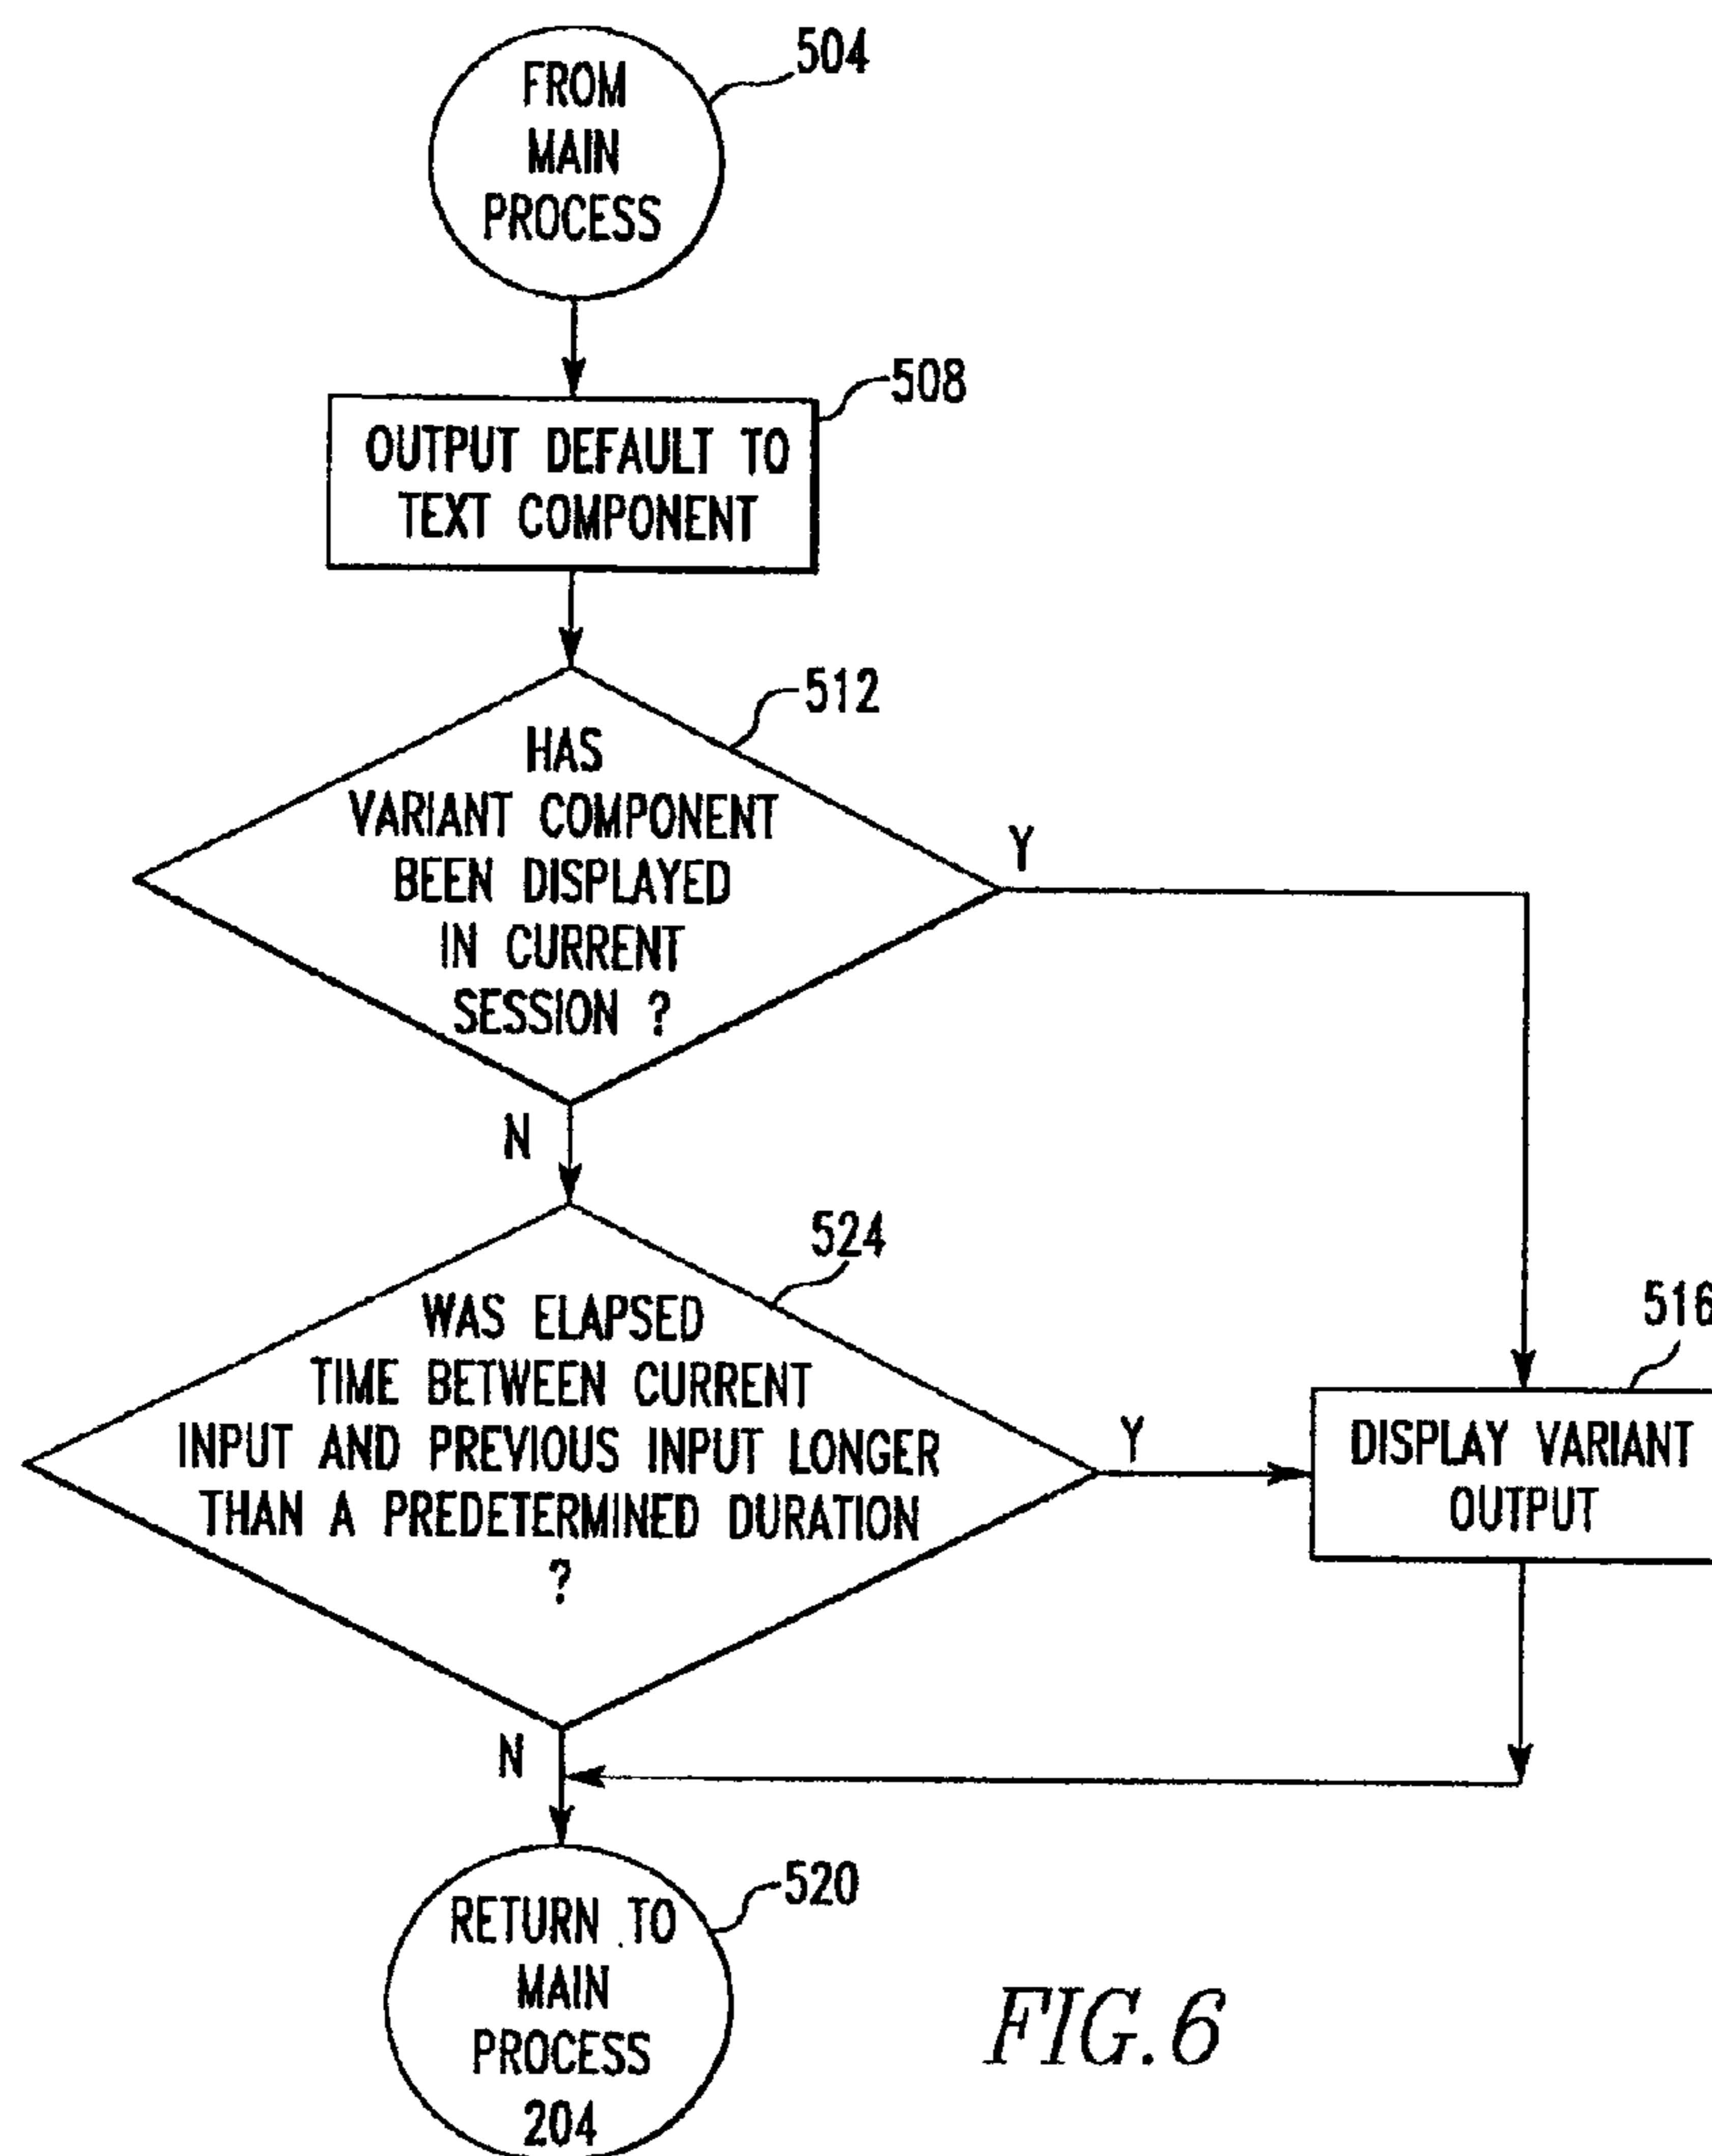 504
FROM
MAIN
PROCESS
508
OUTPUT DEFAULT TO
TEXT COMPONENT
512
HAS
VARIANT COMPONENT
BEEN DISPLAYED
IN CURRENT
SESSION ?
Y
N
524
WAS ELAPSED
TIME BETWEEN CURRENT
INPUT AND PREVIOUS INPUT LONGER
THAN A PREDETERMINED DURATION
?
Y
516
DISPLAY VARIANT
OUTPUT
N
520
RETURN TO
MAIN
PROCESS
204
FIG.6